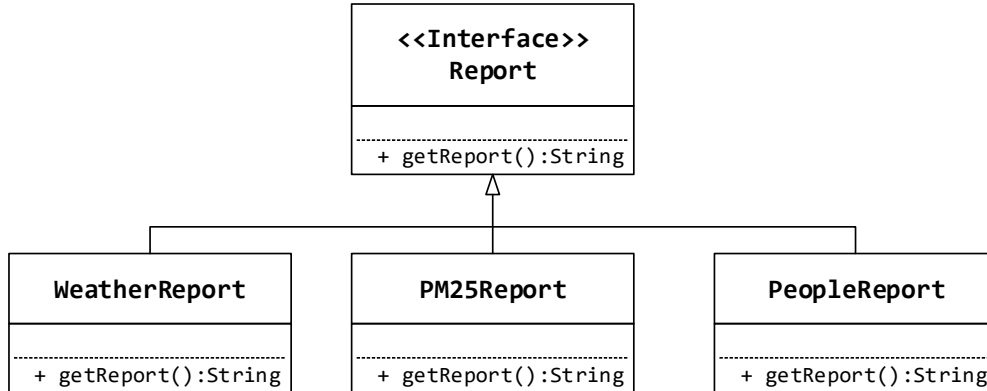 <<Interface>>
Report
+ getReport():String
WeatherReport
PM25Report
PeopleReport
+ getReport():String
+ getReport():String
+ getReport():String